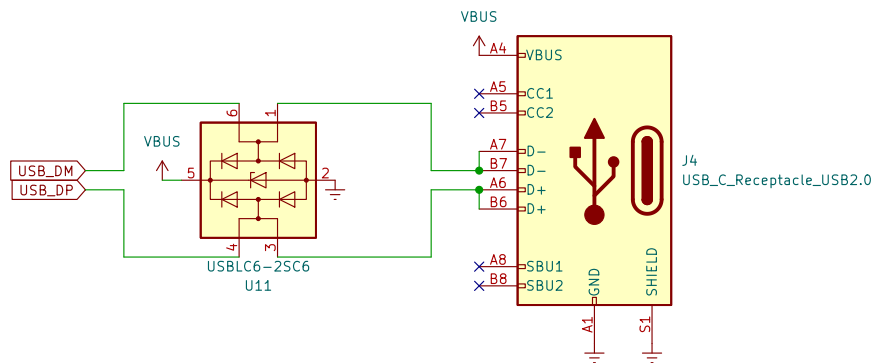 VBUS
A4 VBUS
A5 CC1
B5 CC2
A7 D-
B7 D-
A6 D+
B6 D+
A8 SBU1
B8 SBU2
GND
SHIELD
A1
S1
J4
USB_C_Receptacle_USB2.0
6
1
VBUS
5
2
4
3
USB_DM
USB_DP
USBLC6-2SC6
U11